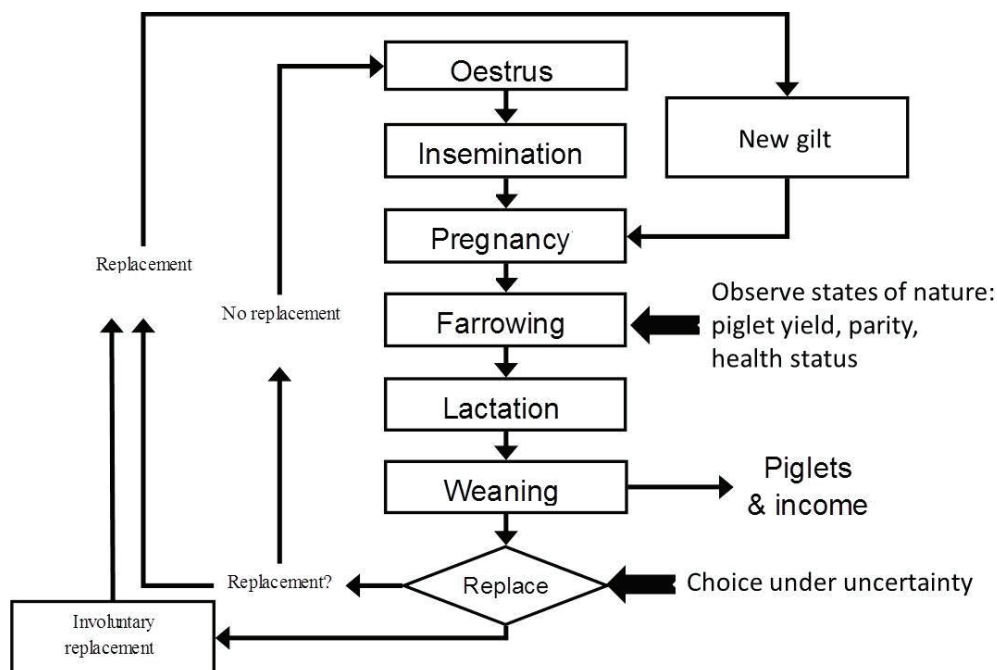 Oestrus
Insemination
New gilt
Pregnancy
Replacement
No replacement
Farrowing
Observe states of nature:
piglet yield, parity,
health status
Lactation
Weaning
Piglets
& income
Replacement?
Replace
Choice under uncertainty
Involuntary
replacement